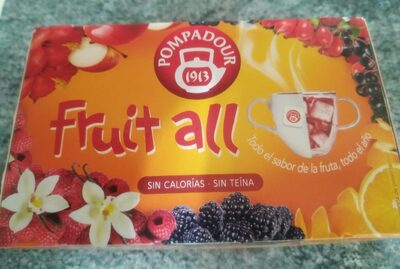 POMPADOUR
1913
Fruit all
SIN CALORÍAS · SIN TEÍNA
Todo el sabor de la fruta, todo el año